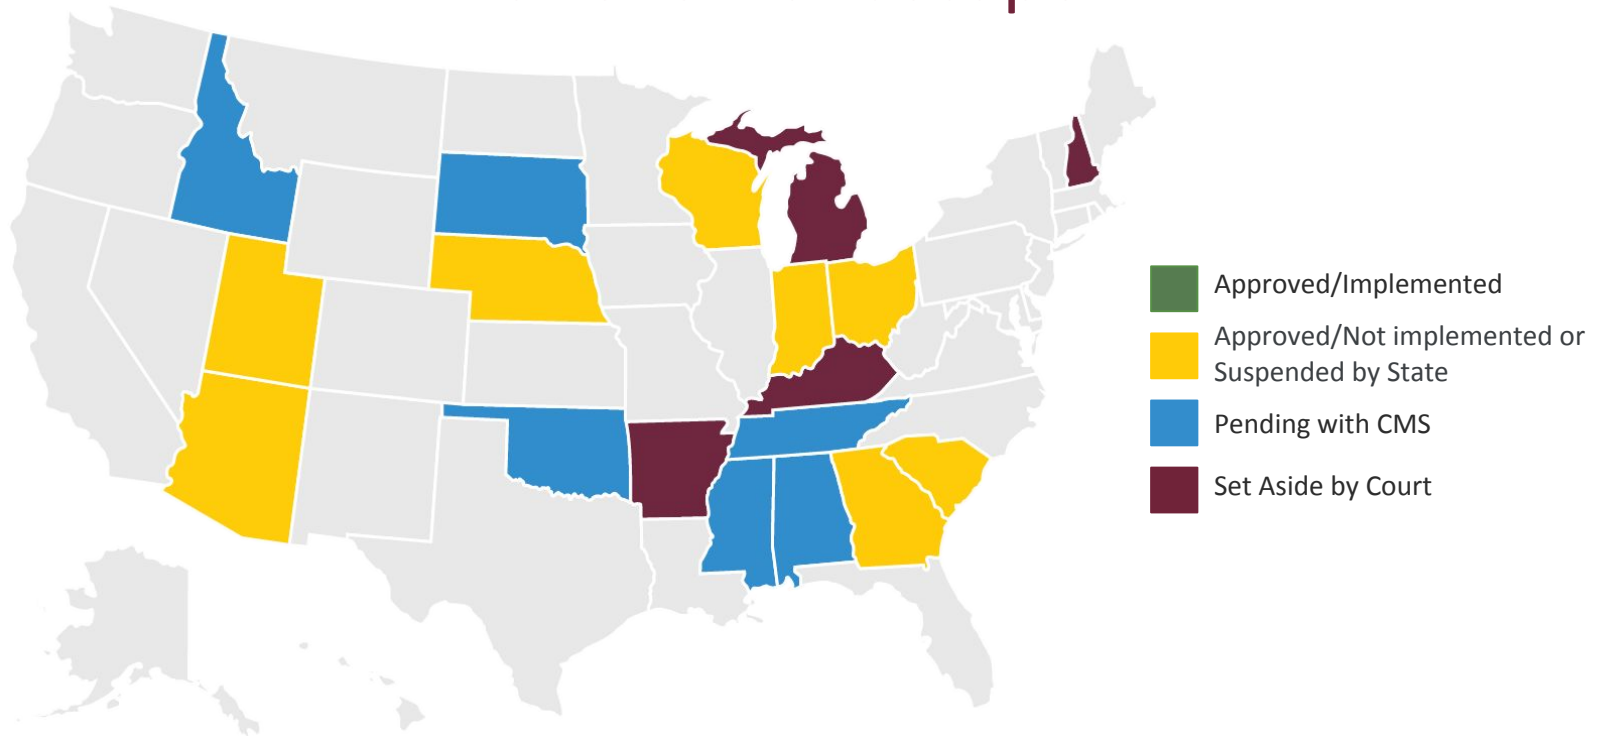 Approved/Implemented
Approved/Not implemented or
Suspended by State
Pending with CMS
Set Aside by Court